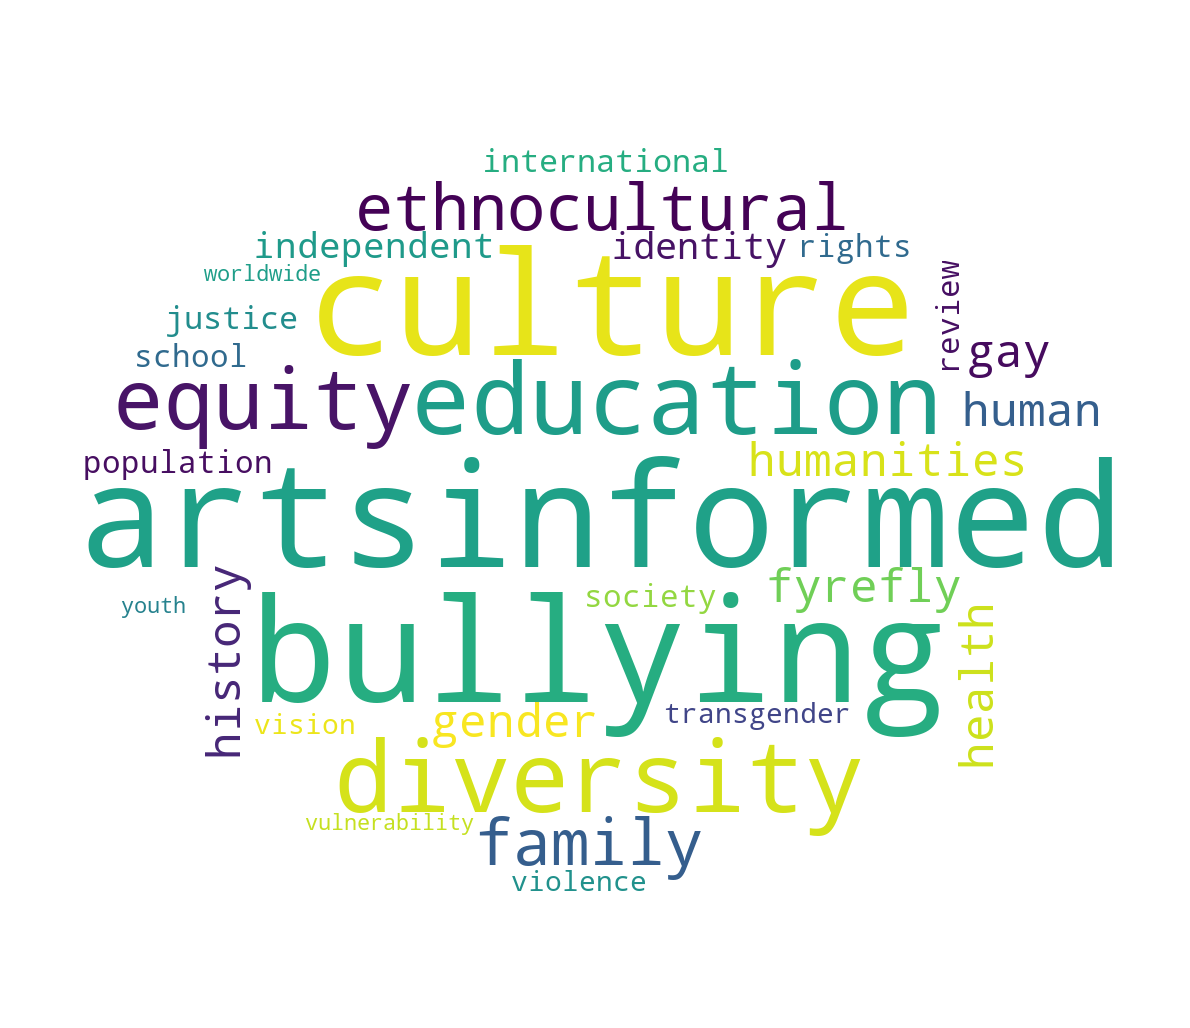 international
ethnocultural
independent
identity
rights
worldwide
culture
review
justice
school
gay
equity
education
human
population
humanities
artsinformed
history
youth
society
fyrefly
health
bullying
vision
gender
transgender
diversity
vulnerability
family
violence